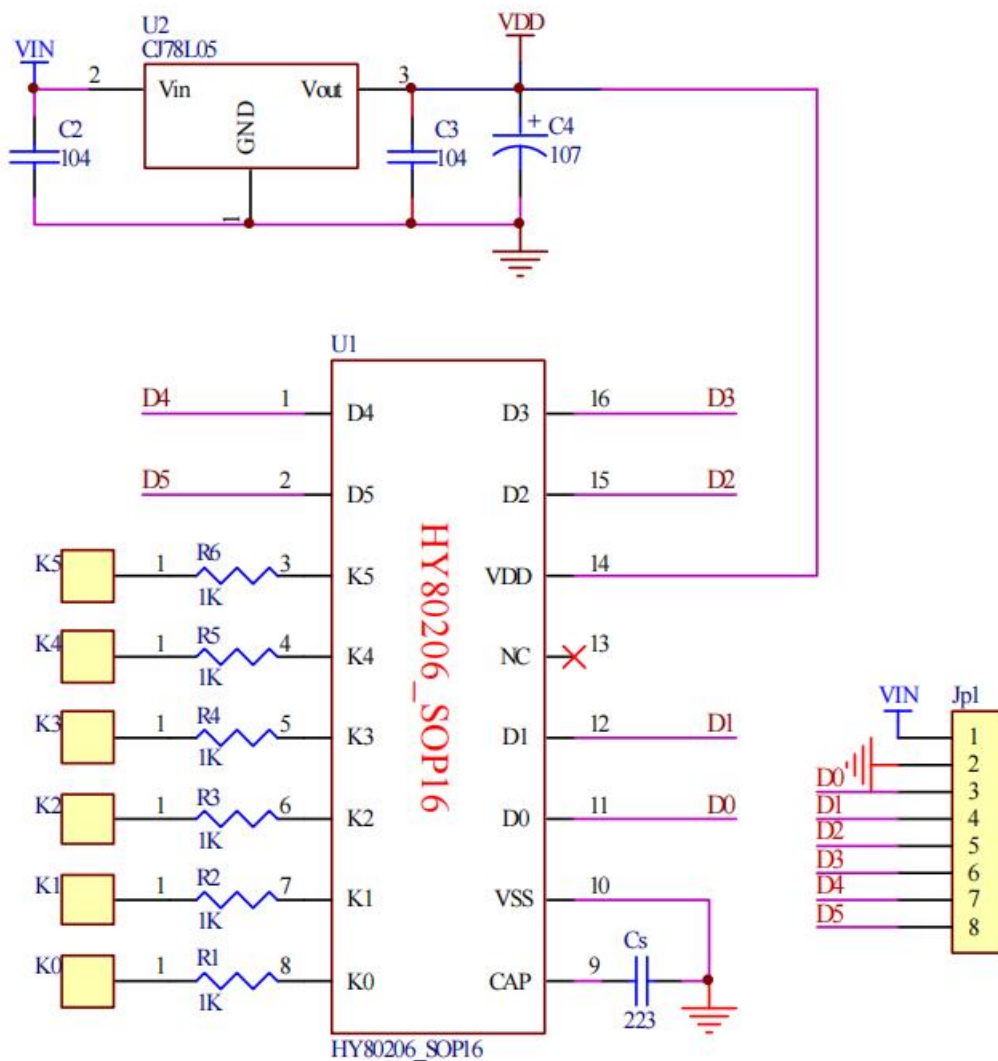 U2
VIN CJ78L05 VDD
2 Vin Vout 3
GND
C2 C3 + C4
104 104 107
1
U1
D4 1 D4 D3 16 D3
D5 2 D5 D2 15 D2
K5 1 R6 3 K5 VDD 14
1K
K4 1 R5 4 K4 NC 13
1K
K3 1 R4 5 K3 D1 12 D1
1K
K2 1 R3 6 K2 D0 11 D0
1K
K1 1 R2 7 K1 VSS 10
1K
K0 1 R1 8 K0 CAP 9 Cs
1K 223
HY80206_SOP16
HY80206_SOP16
VIN Jp1
1
2
D0 3
D1 4
D2 5
D3 6
D4 7
D5 8